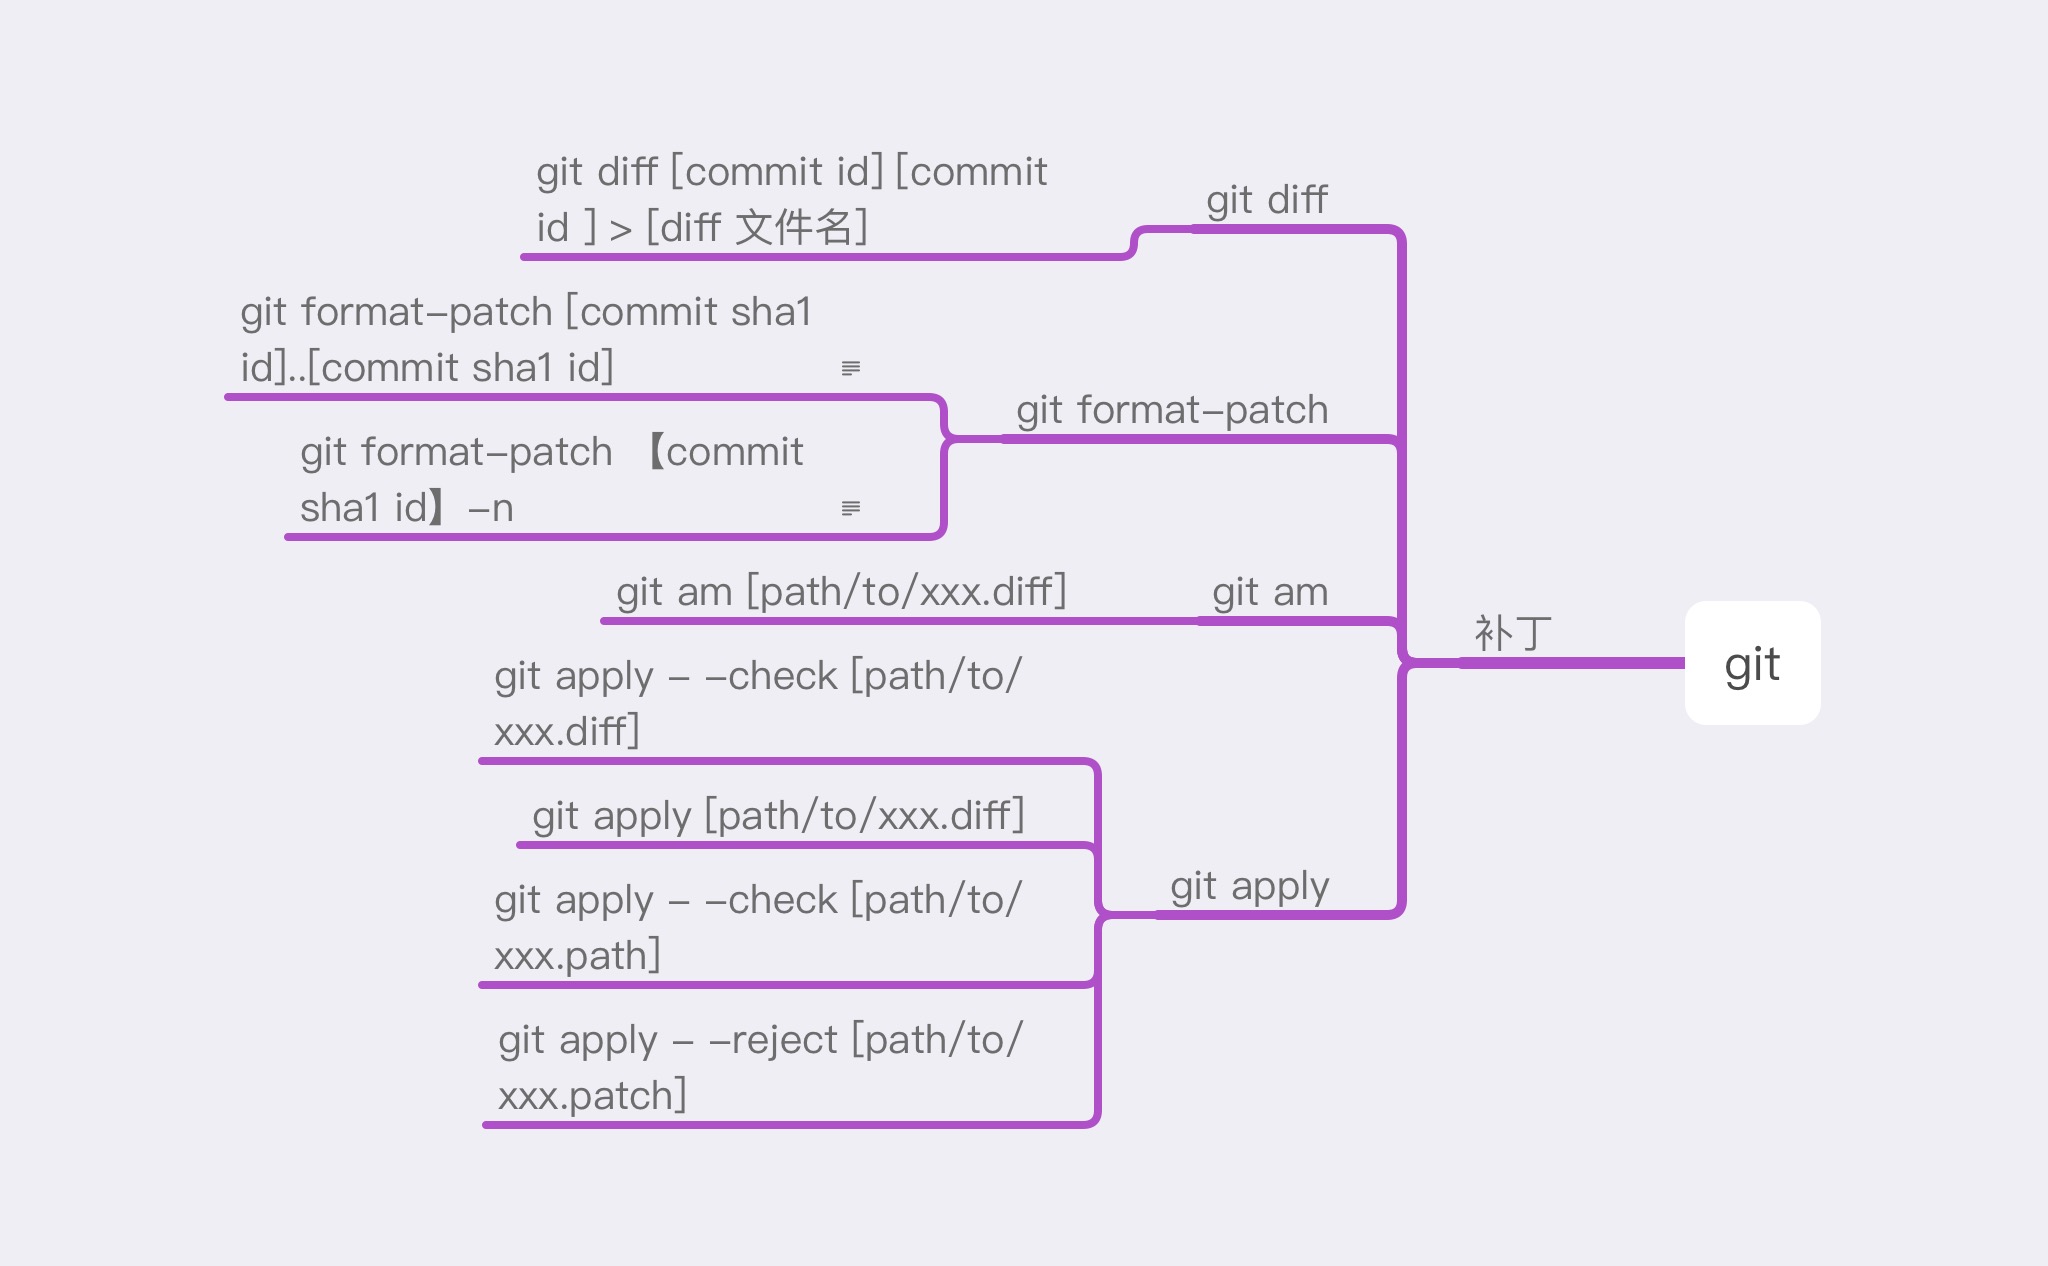 git diff [commit id] [commit
id ] > [diff 文件名]
git diff
git format-patch [commit sha1
id]..[commit sha1 id]
git format-patch 【commit
sha1 id】 -n
git format-patch
git am [path/to/xxx.diff]
git am
git apply - -check [path/to/
xxx.diff]
git apply [path/to/xxx.diff]
git apply - -check [path/to/
xxx.path]
git apply - -reject [path/to/
xxx.patch]
git apply
补丁
git